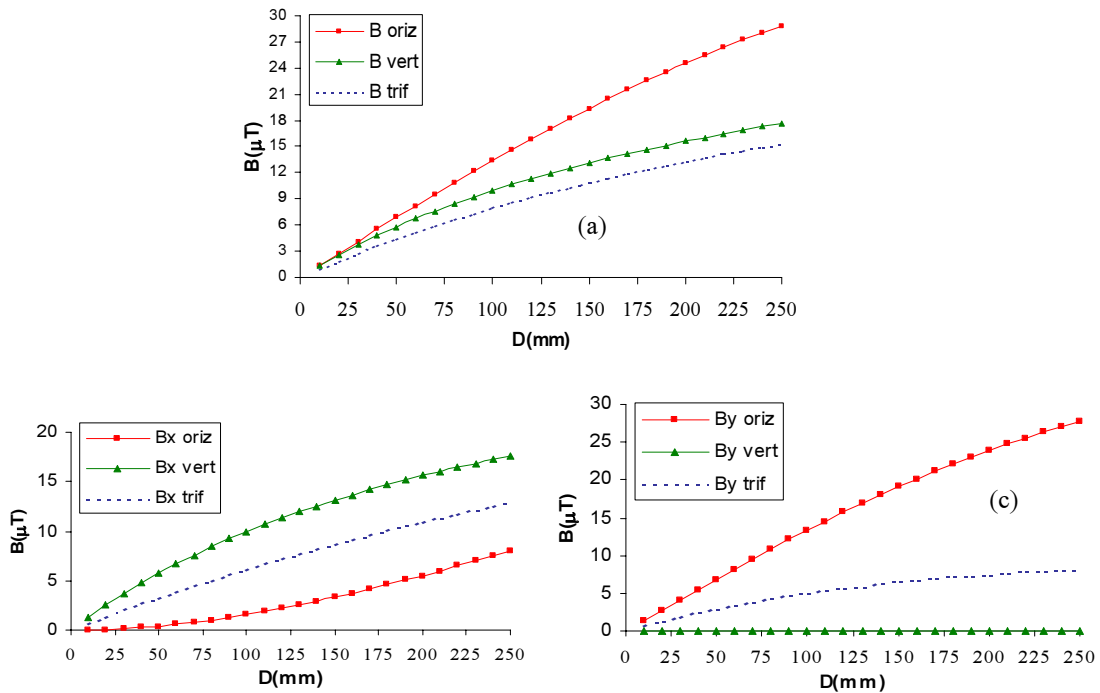 30
27
24
21
18
15
12
9
6
3
0
B(μT)
B oriz
B vert
B trif
(a)
0 25 50 75 100 125 150 175 200 225 250
D(mm)
20
15
10
5
0
B(μT)
Bx oriz
Bx vert
Bx trif
0 25 50 75 100 125 150 175 200 225 250
D(mm)
30
25
20
15
10
5
0
B(μT)
By oriz
By vert
By trif
(c)
0 25 50 75 100 125 150 175 200 225 250
D(mm)